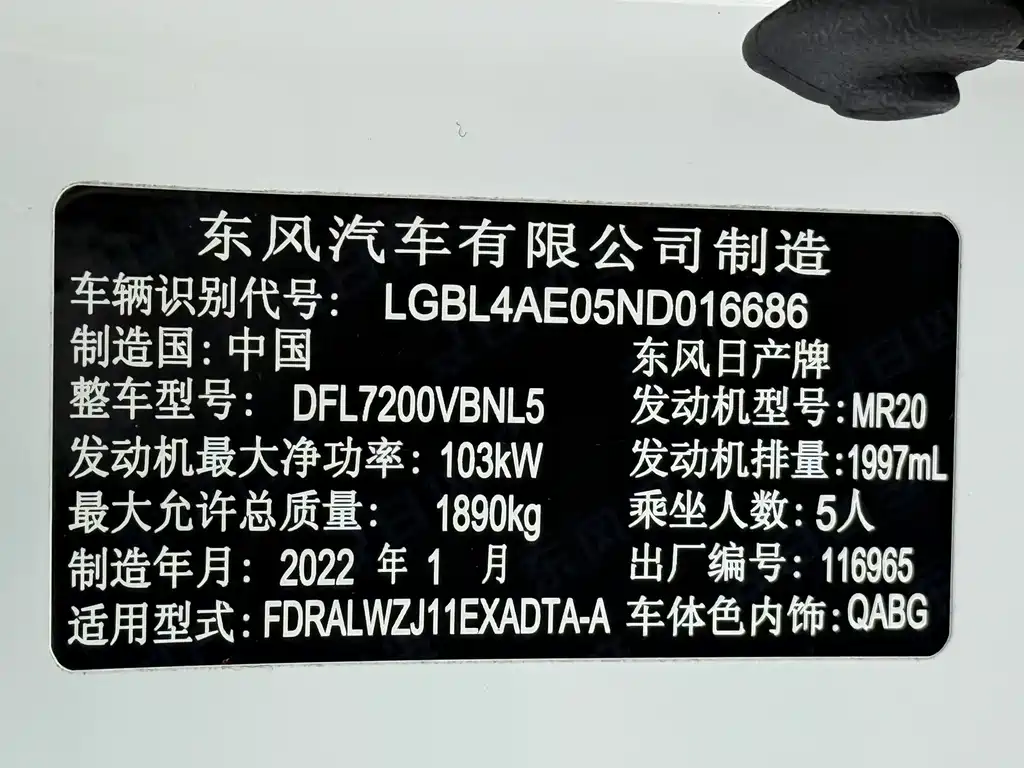 东风汽车有限公司制造
车辆识别代号： LGBL4AE05ND016686
制造国：中国 东风日产牌
整车型号： DFL7200VBNL5 发动机型号：MR20
发动机最大净功率：103kW 发动机排量：1997mL
最大允许总质量： 1890kg 乘坐人数：5人
制造年月： 2022 年 1 月 出厂编号：116965
适用型式：FDRALWZJ11EXADTA-A 车体色内饰：QABG